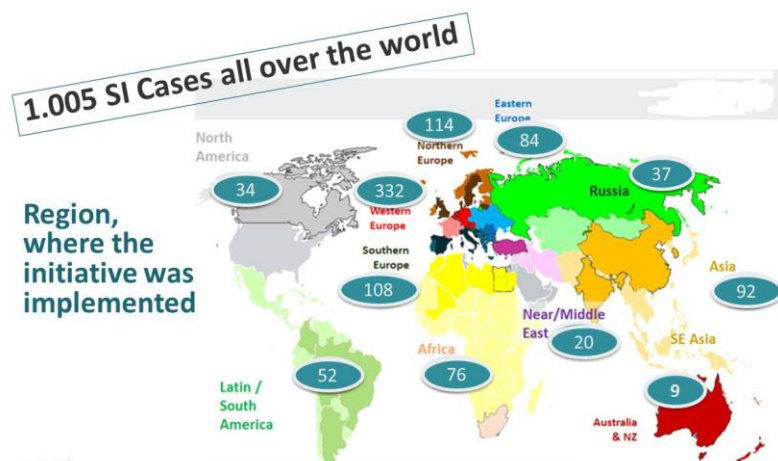 1.005 SI Cases all over the world
Eastern
Europe
114
84
Northern
Europe
North
America
34
332
37
Russia
Western
Europe
Region,
where the
initiative was
implemented
Southern
Europe
108
Asia
92
Near/Middle
East
20
SE Asia
Africa
52
76
9
Latin /
South
America
Australia
& NZ